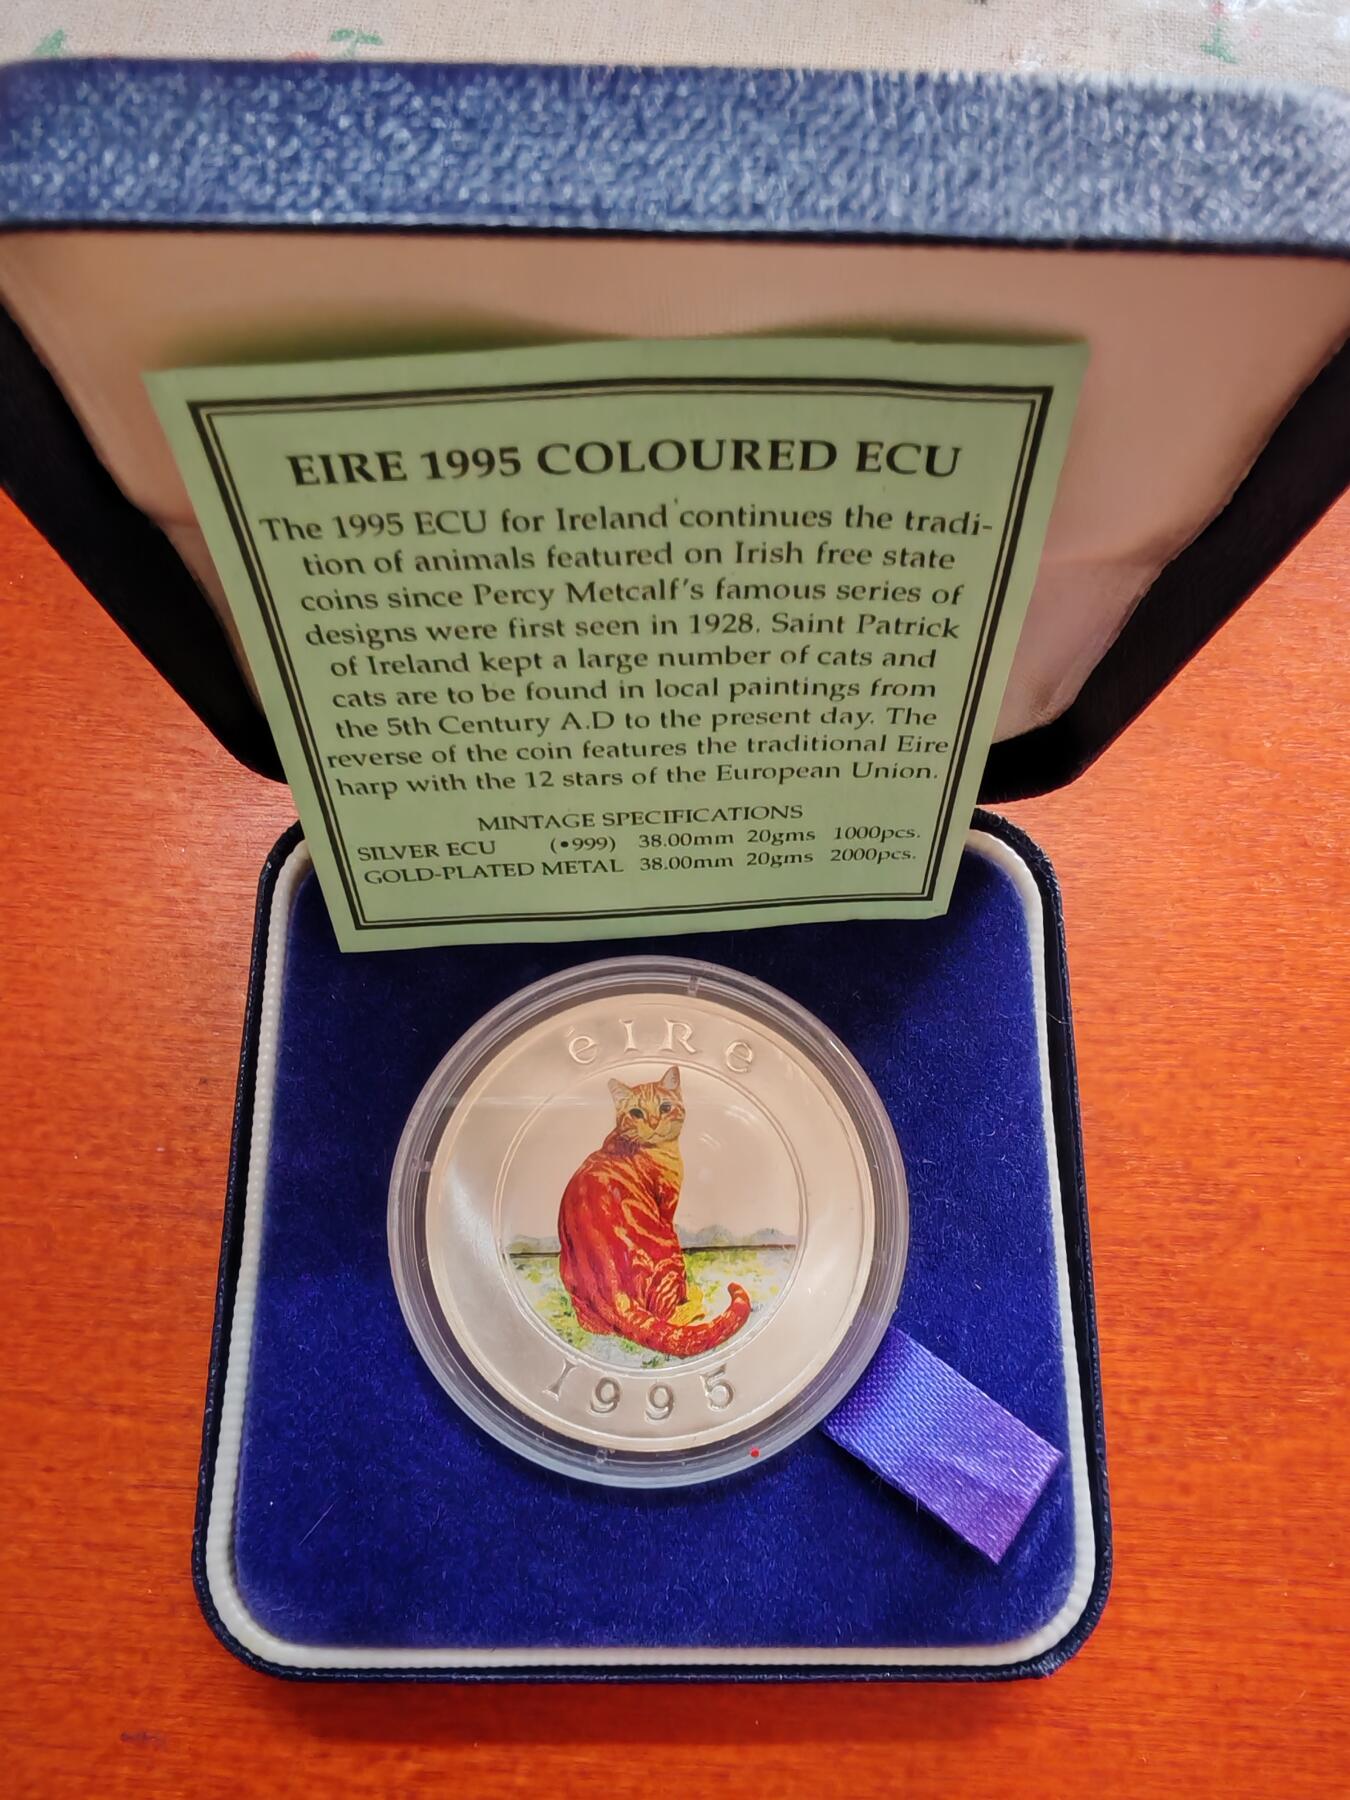 EIRE 1995 COLOURED ECU
The 1995 ECU for Ireland continues the tradi-
tion of animals featured on Irish free state
coins since Percy Metcalf's famous series of
designs were first seen in 1928. Saint Patrick
of Ireland kept a large number of cats and
cats are to be found in local paintings from
the 5th Century A.D to the present day. The
reverse of the coin features the traditional Eire
harp with the 12 stars of the European Union.
MINTAGE SPECIFICATIONS
SILVER ECU (•999) 38.00mm 20gms 1000pcs.
GOLD-PLATED METAL 38.00mm 20gms 2000pcs.
éIRe
1995